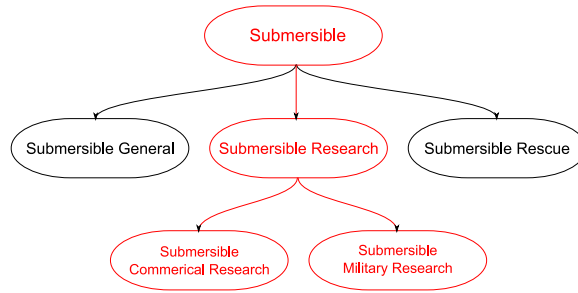 Submersible
Submersible General
Submersible Research
Submersible Rescue
Submersible
Commerical Research
Submersible
Military Research